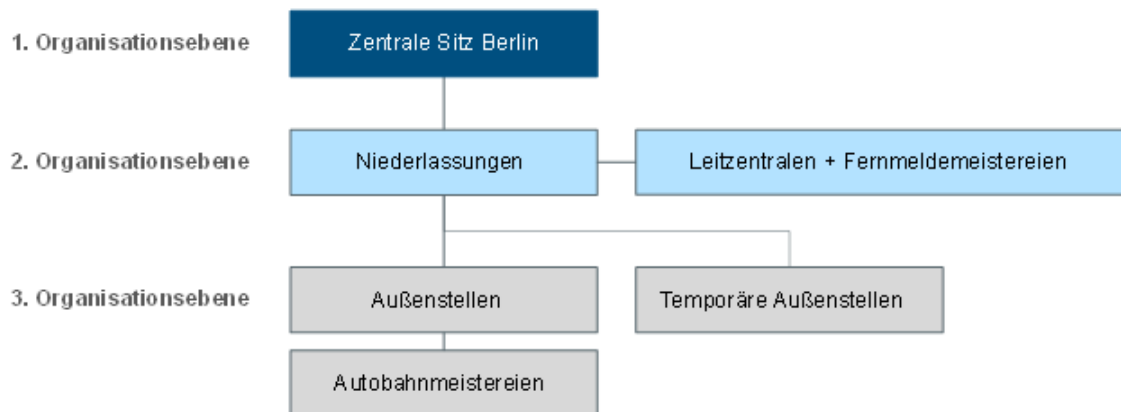 1. Organisationsebene
Zentrale Sitz Berlin
2. Organisationsebene
Niederlassungen
Leitzentralen + Fernmeldemeistereien
3. Organisationsebene
Außenstellen
Temporäre Außenstellen
Autobahnmeistereien